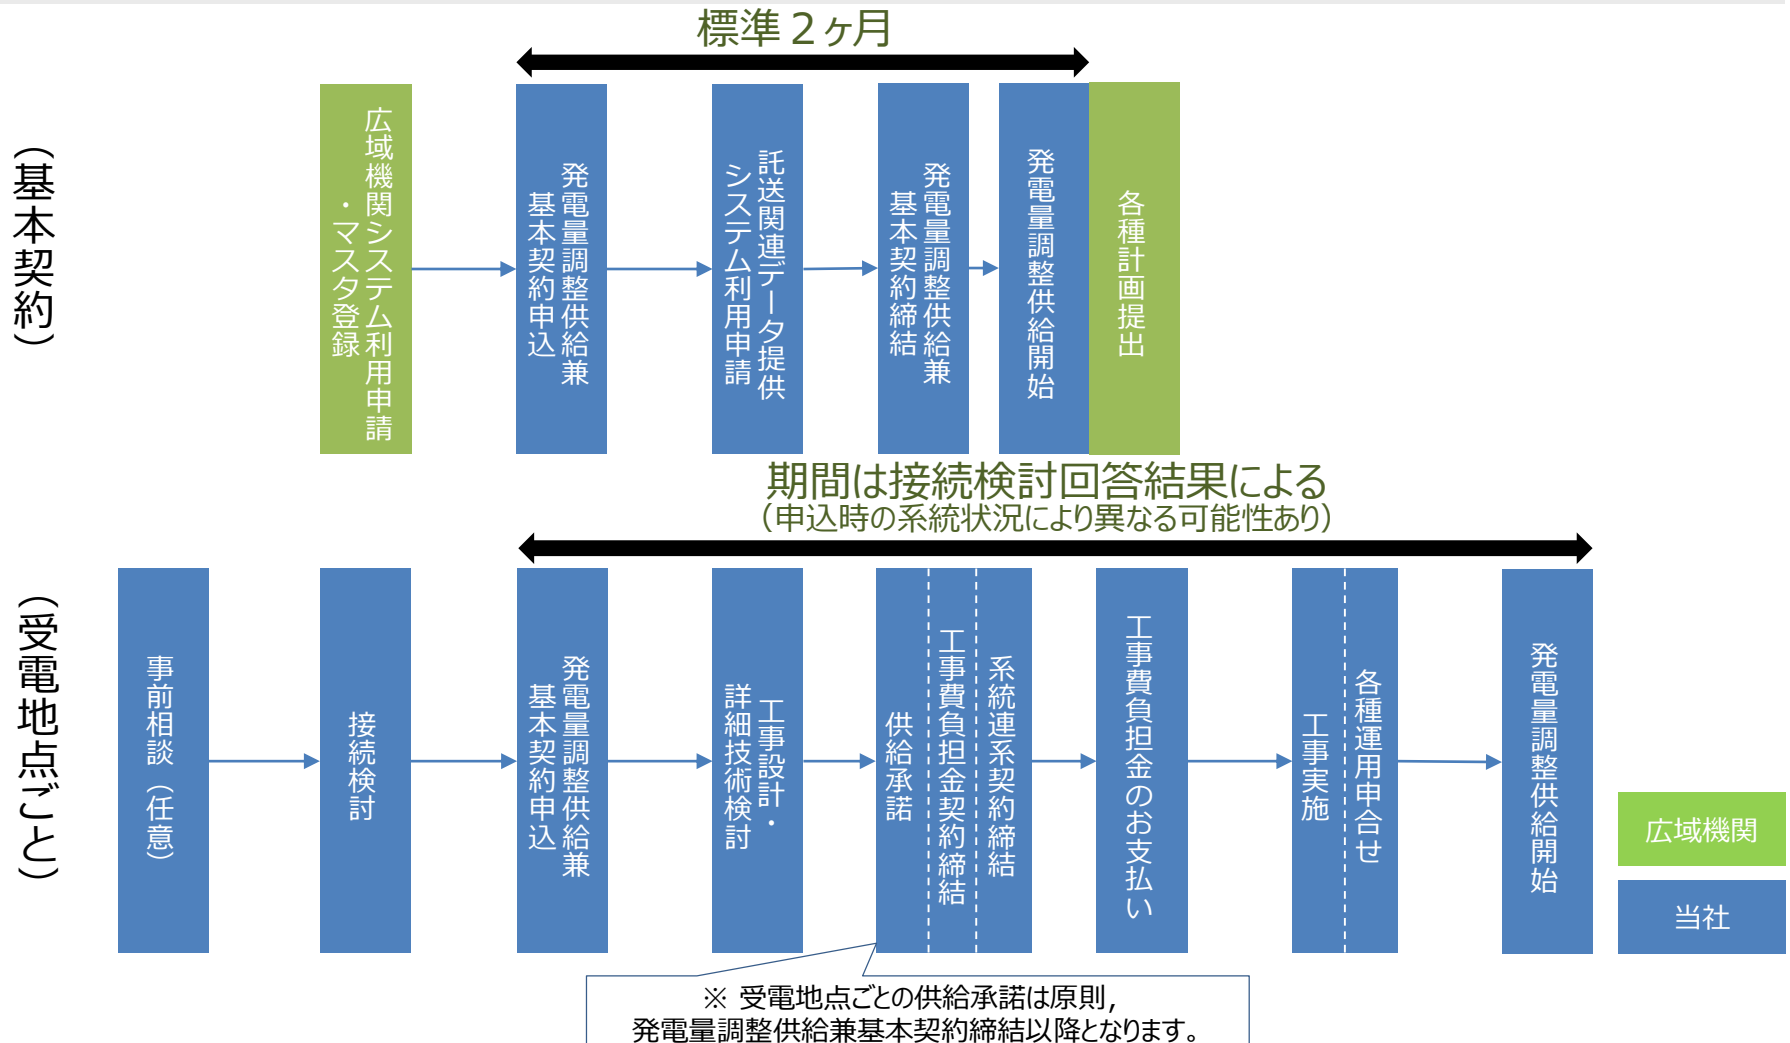 標準２ヶ月
（基本契約）
広域機関システム利用申請
・マスタ登録
発電量調整供給兼
基本契約申込
託送関連データ提供
システム利用申請
発電量調整供給兼
基本契約締結
発電量調整供給開始
各種計画提出
期間は接続検討回答結果による
（申込時の系統状況により異なる可能性あり）
（受電地点ごと）
事前相談（任意）
接続検討
発電量調整供給兼
基本契約申込
工事設計・
詳細技術検討
供給承諾
工事費負担金契約締結
系統連系契約締結
工事費負担金のお支払い
工事実施
各種運用申合せ
発電量調整供給開始
広域機関
当社
※ 受電地点ごとの供給承諾は原則，
発電量調整供給兼基本契約締結以降となります。